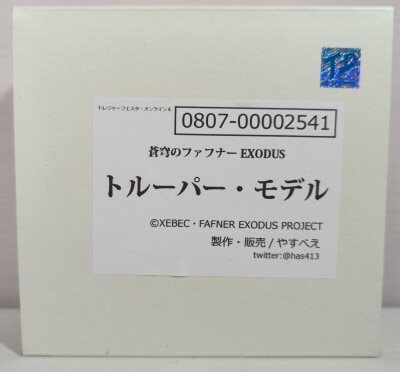 TD
トレジャーフェスタ・オンライン4
0807-00002541
蒼穹のファフナー EXODUS
トルーパー・モデル
©XEBEC・FAFNER EXODUS PROJECT
製作・販売/やすべえ
twitter:@has413